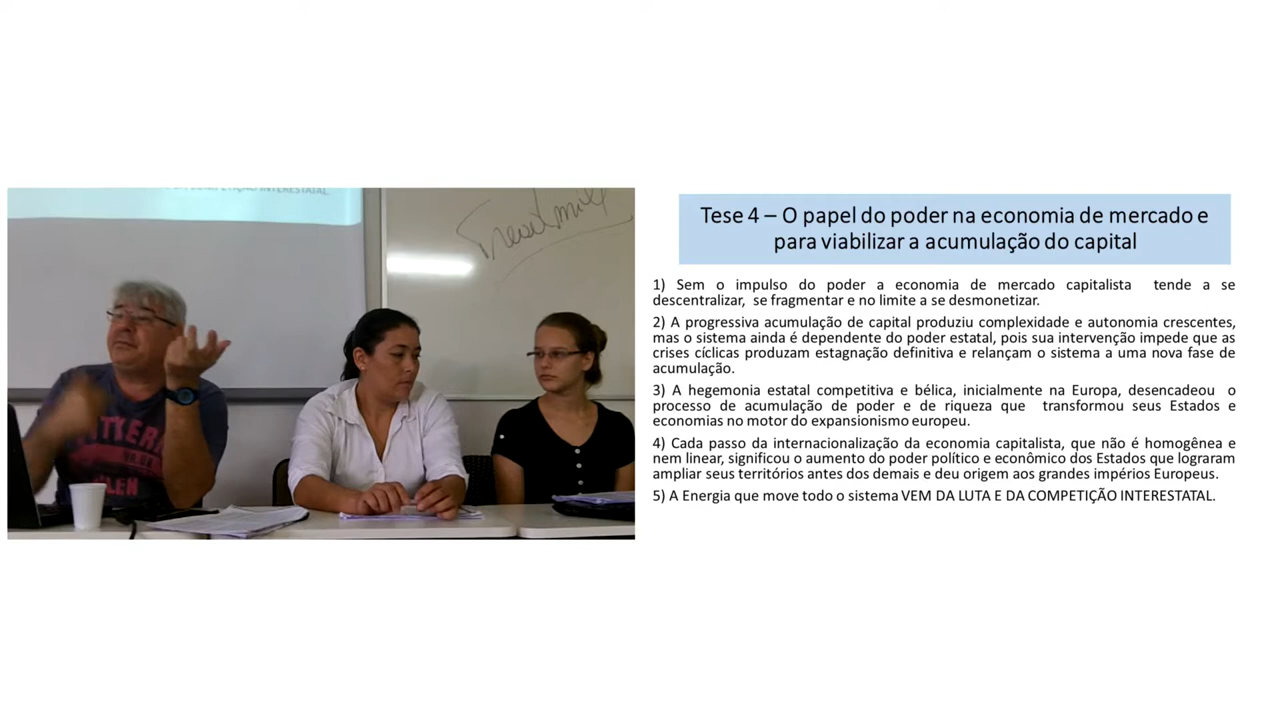 COMPETIÇÃO INTERESTATAL.
Tese 4 – O papel do poder na economia de mercado e
para viabilizar a acumulação do capital
1) Sem o impulso do poder a economia de mercado capitalista tende a se
descentralizar, se fragmentar e no limite a se desmonetizar.
2) A progressiva acumulação de capital produziu complexidade e autonomia crescentes,
mas o sistema ainda é dependente do poder estatal, pois sua intervenção impede que as
crises cíclicas produzam estagnação definitiva e relançam o sistema a uma nova fase de
acumulação.
3) A hegemonia estatal competitiva e bélica, inicialmente na Europa, desencadeou o
processo de acumulação de poder e de riqueza que transformou seus Estados e
economias no motor do expansionismo europeu.
4) Cada passo da internacionalização da economia capitalista, que não é homogênea e
nem linear, significou o aumento do poder político e econômico dos Estados que lograram
ampliar seus territórios antes dos demais e deu origem aos grandes impérios Europeus.
5) A Energia que move todo o sistema VEM DA LUTA E DA COMPETIÇÃO INTERESTATAL.